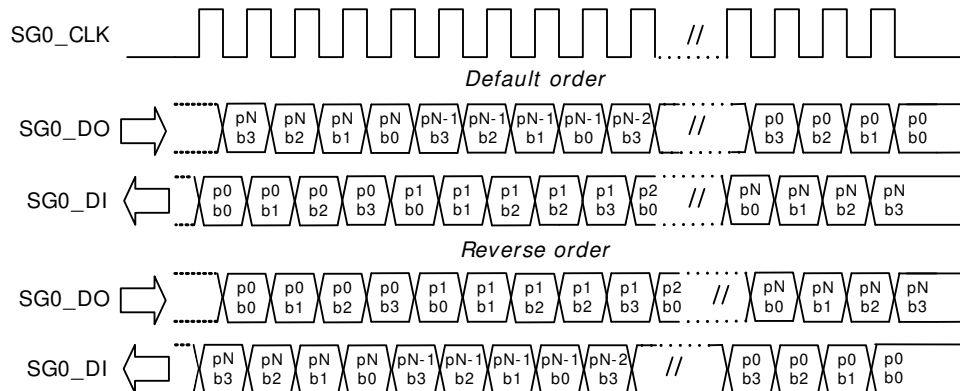 SG0_CLK //
Default order
SG0_DO pN pN pN pN pN-1 pN-1 pN-1 pN-1 pN-2 // p0 p0 p0 p0
b3 b2 b1 b0 b3 b2 b1 b0 b3 b3 b2 b1 b0
SG0_DI p0 p0 p0 p0 p1 p1 p1 p1 p1 p2 // pN pN pN pN
b0 b1 b2 b3 b0 b1 b2 b2 b3 b0 b0 b1 b2 b3
Reverse order
SG0_DO p0 p0 p0 p0 p1 p1 p1 p1 p1 p2 // pN pN pN pN
b0 b1 b2 b3 b0 b1 b2 b2 b3 b0 b0 b1 b2 b3
SG0_DI pN pN pN pN pN-1 pN-1 pN-1 pN-1 pN-2 // p0 p0 p0 p0
b3 b2 b1 b0 b3 b2 b1 b0 b3 b3 b2 b1 b0